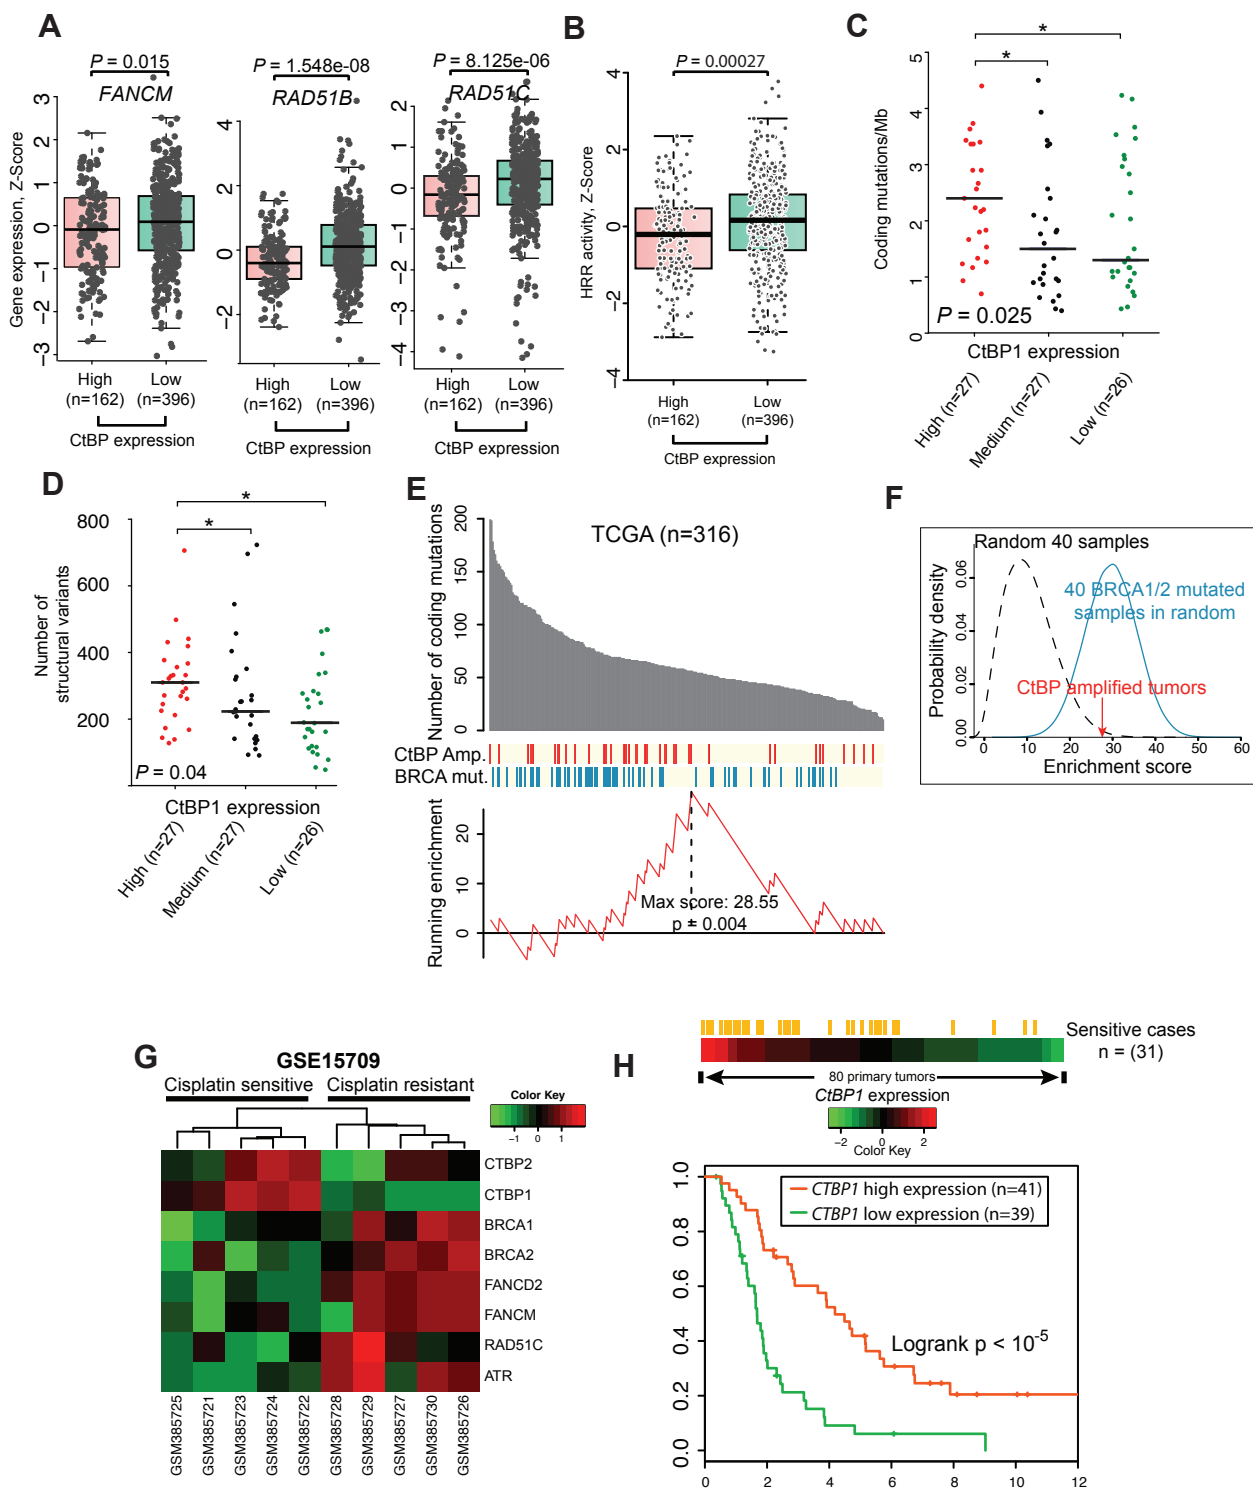 A
P = 0.015
FANCM
P = 1.548e-08
RAD51B
P = 8.125e-06
RAD51C
Gene expression, Z-Score
3
2
1
0
−1
−2
−3
4
2
0
−2
2
1
0
−1
−2
−3
−4
High
(n=162)
Low
(n=396)
CtBP expression
High
(n=162)
Low
(n=396)
CtBP expression
High
(n=162)
Low
(n=396)
CtBP expression
B
P = 0.00027
HRR activity, Z-Score
4
2
0
−2
−4
High
(n=162)
Low
(n=396)
CtBP expression
C
*
*
Coding mutations/Mb
5
4
3
2
1
0
P = 0.025
CtBP1 expression
High (n=27)
Medium (n=27)
Low (n=26)
D
*
*
Number of
structural variants
800
600
400
200
P = 0.04
CtBP1 expression
High (n=27)
Medium (n=27)
Low (n=26)
E
TCGA (n=316)
Number of coding mutations
200
150
100
50
0
CtBP Amp.
BRCA mut.
Running enrichment
20
10
0
Max score: 28.55
p = 0.004
F
Random 40 samples
40 BRCA1/2 mutated
samples in random
CtBP amplified tumors
Probability density
0.06
0.04
0.02
0.00
0 10 20 30 40 50 60
Enrichment score
G
GSE15709
Cisplatin sensitive
Cisplatin resistant
Color Key
−1 0 1
CTBP2
CTBP1
BRCA1
BRCA2
FANCD2
FANCM
RAD51C
ATR
GSM385725
GSM385721
GSM385723
GSM385724
GSM385722
GSM385728
GSM385729
GSM385727
GSM385730
GSM385726
H
Sensitive cases
n = (31)
80 primary tumors
CtBP1 expression
−2 0 2
Color Key
CTBP1 high expression (n=41)
CTBP1 low expression (n=39)
Logrank p < 10-5
1.0
0.8
0.6
0.4
0.2
0.0
0 2 4 6 8 10 12